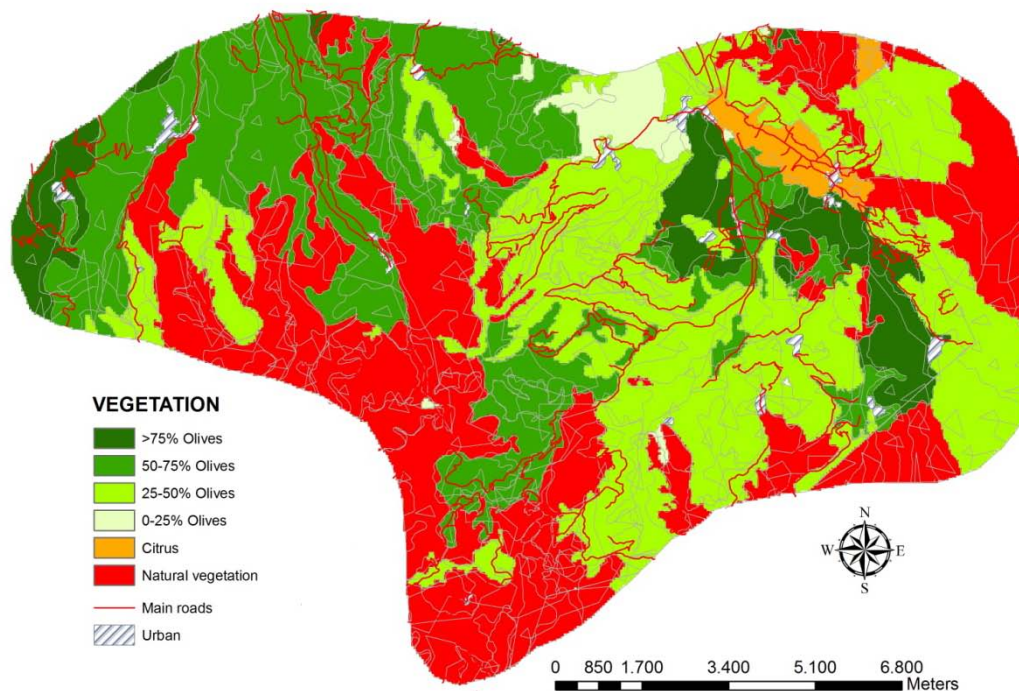 VEGETATION
>75% Olives
50-75% Olives
25-50% Olives
0-25% Olives
Citrus
Natural vegetation
Main roads
Urban
N
W E
S
0 850 1.700 3.400 5.100 6.800
Meters